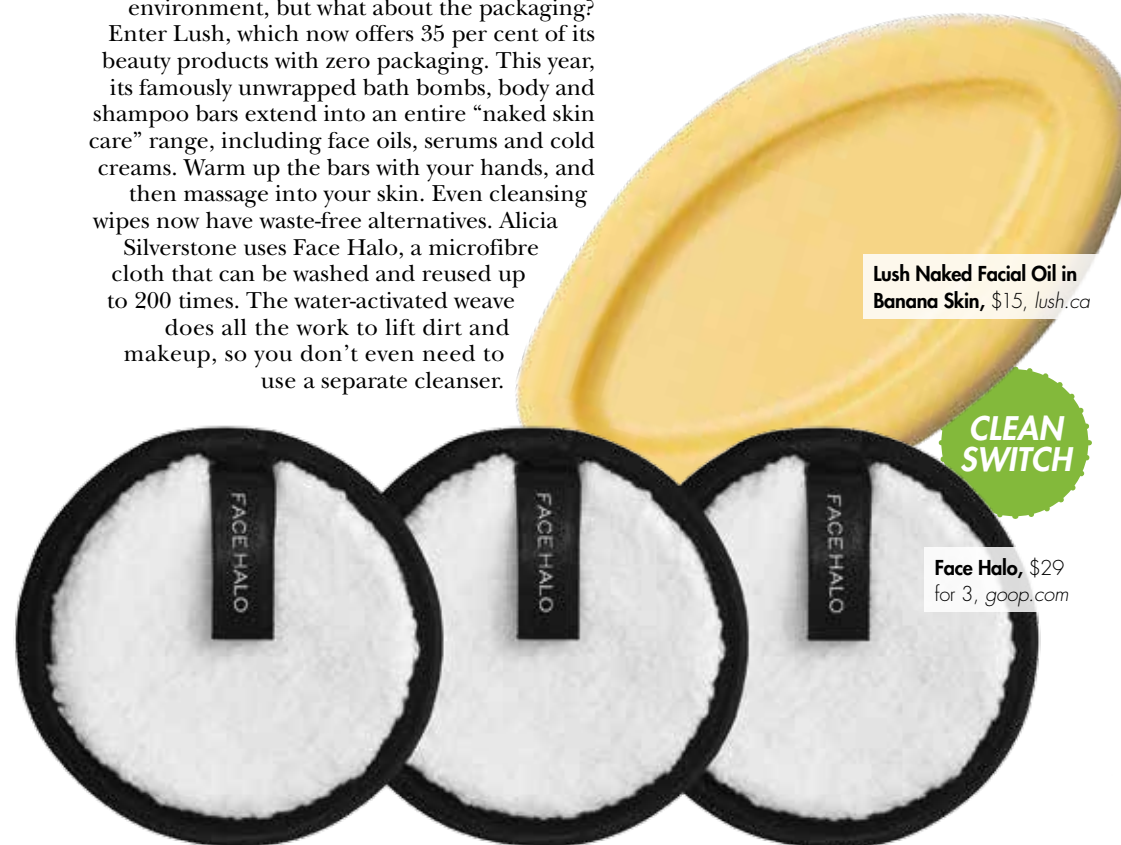 environment, but what about the packaging?
Enter Lush, which now offers 35 per cent of its
beauty products with zero packaging. This year,
its famously unwrapped bath bombs, body and
shampoo bars extend into an entire “naked skin
care” range, including face oils, serums and cold
creams. Warm up the bars with your hands, and
then massage into your skin. Even cleansing
wipes now have waste-free alternatives. Alicia
Silverstone uses Face Halo, a microfibre
cloth that can be washed and reused up
to 200 times. The water-activated weave
does all the work to lift dirt and
makeup, so you don’t even need to
use a separate cleanser.
Lush Naked Facial Oil in
Banana Skin, $15, lush.ca
CLEAN
SWITCH
FACE HALO
FACE HALO
FACE HALO
Face Halo, $29
for 3, goop.com